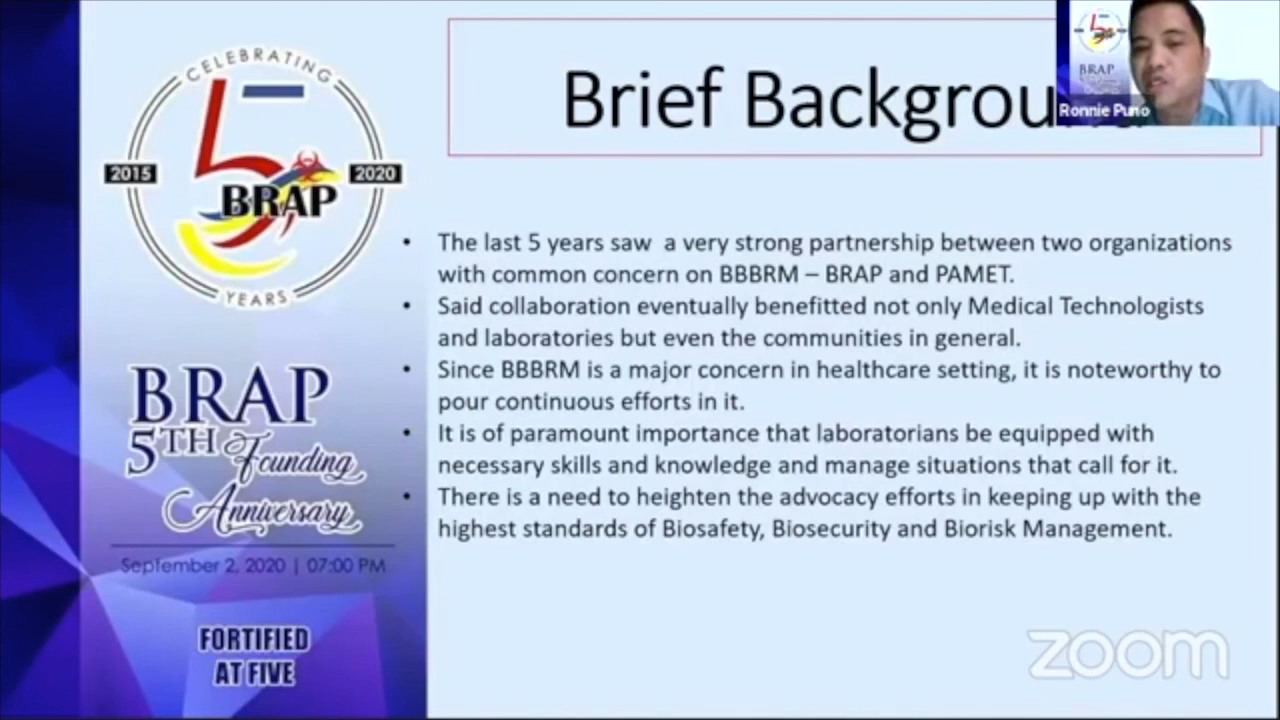 CELEBRATING
5
2015
BRAP
2020
YEARS
BRAP
5TH Founding
Anniversary
September 2, 2020 | 07:00 PM
FORTIFIED
AT FIVE
Brief
BRAP
Ronnie Puno
• The last 5 years saw a very strong partnership between two organizations
with common concern on BBBRM – BRAP and PAMET.
• Said collaboration eventually benefitted not only Medical Technologists
and laboratories but even the communities in general.
• Since BBBRM is a major concern in healthcare setting, it is noteworthy to
pour continuous efforts in it.
• It is of paramount importance that laboratorians be equipped with
necessary skills and knowledge and manage situations that call for it.
• There is a need to heighten the advocacy efforts in keeping up with the
highest standards of Biosafety, Biosecurity and Biorisk Management.
zoom